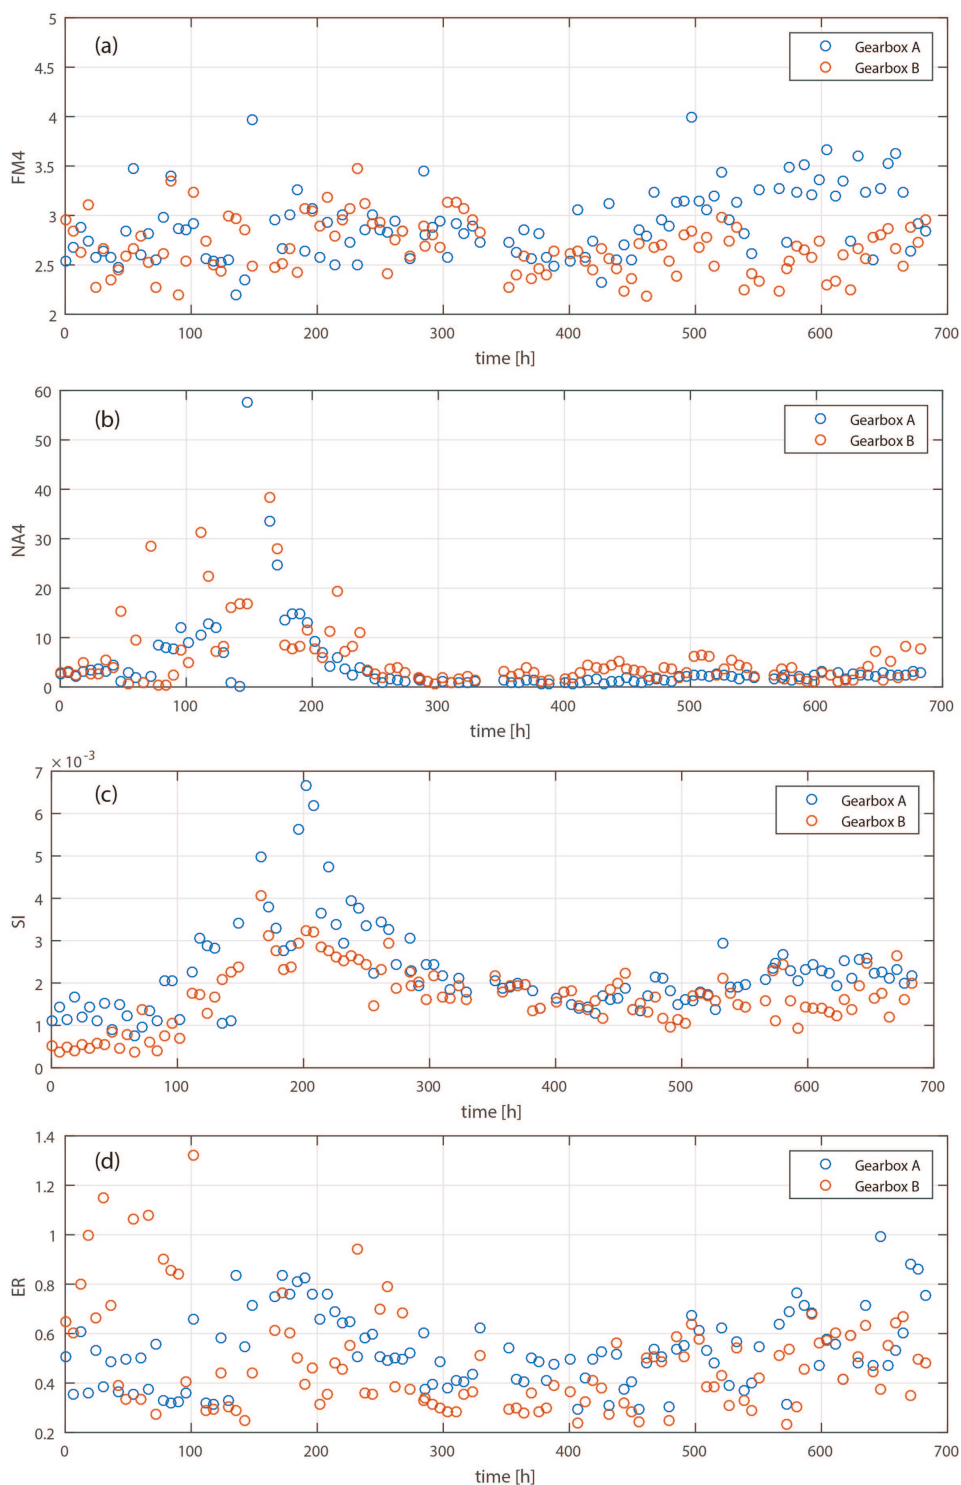 (a)
Gearbox A
Gearbox B
5
4.5
4
3.5
3
2.5
2
FM4
0 100 200 300 400 500 600 700
time [h]
(b)
Gearbox A
Gearbox B
60
50
40
30
20
10
0
NA4
0 100 200 300 400 500 600 700
time [h]
× 10⁻³
(c)
Gearbox A
Gearbox B
7
6
5
4
3
2
1
0
SI
0 100 200 300 400 500 600 700
time [h]
(d)
Gearbox A
Gearbox B
1.4
1.2
1
0.8
0.6
0.4
0.2
ER
0 100 200 300 400 500 600 700
time [h]